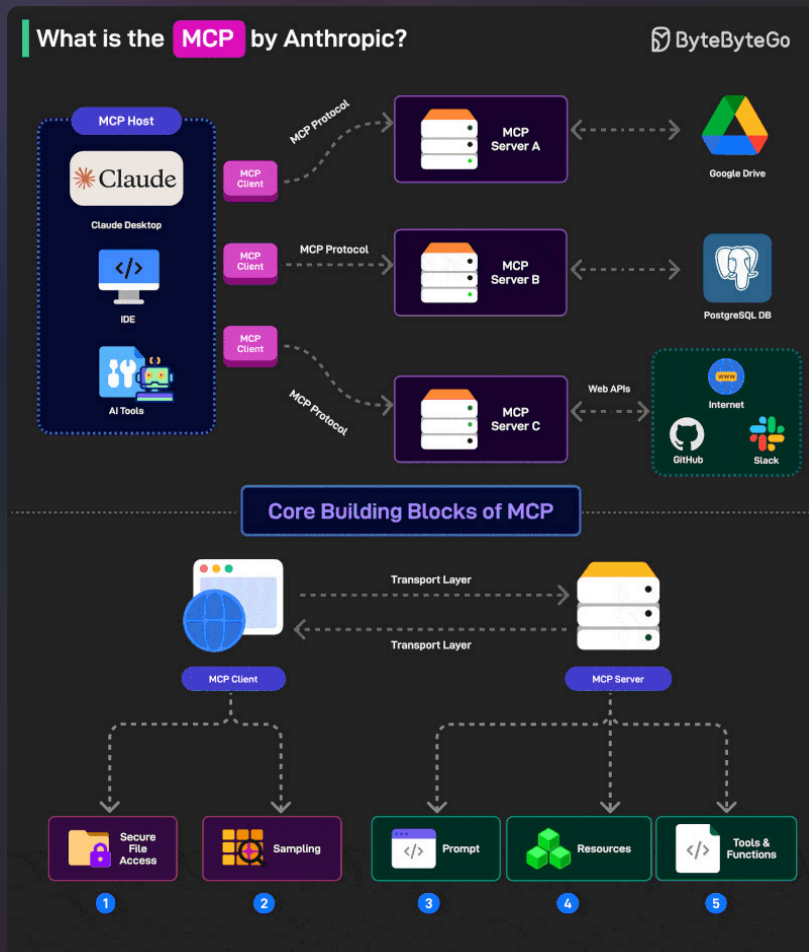 What is the MCP by Anthropic?
ByteByteGo
MCP Host
Claude
Claude Desktop
</>
IDE
AI Tools
MCP
Client
MCP
Client
MCP
Client
MCP Protocol
MCP Protocol
MCP Protocol
MCP
Server A
MCP
Server B
MCP
Server C
Google Drive
PostgreSQL DB
Web APIs
WWW
Internet
GitHub
Slack
Core Building Blocks of MCP
Transport Layer
Transport Layer
MCP Client
MCP Server
Secure
File
Access
Sampling
</>
Prompt
Resources
</>
Tools &
Functions
1
2
3
4
5